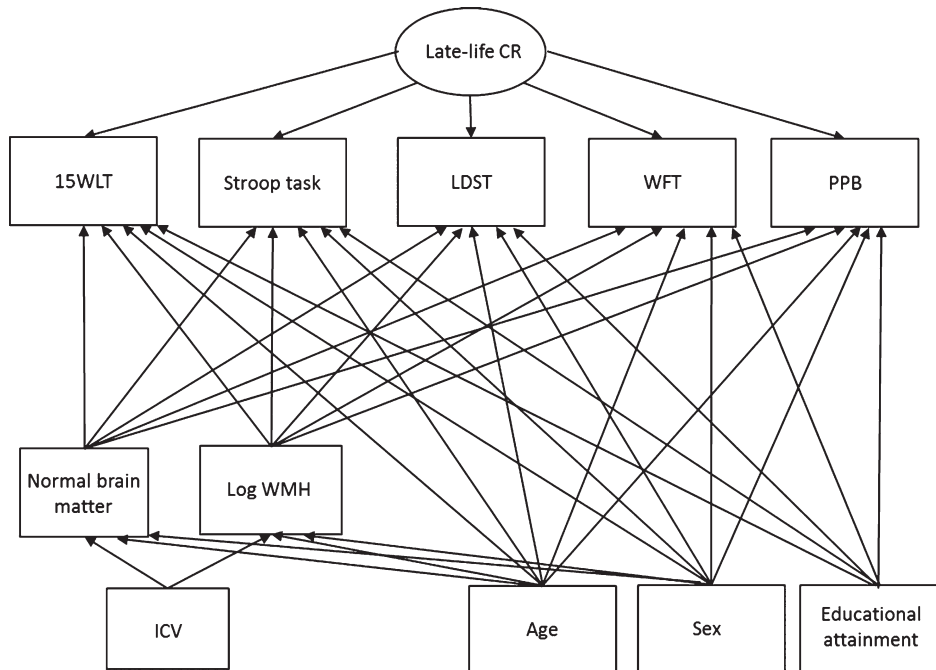 Late-life CR
15WLT
Stroop task
LDST
WFT
PPB
Normal brain
matter
Log WMH
ICV
Age
Sex
Educational
attainment